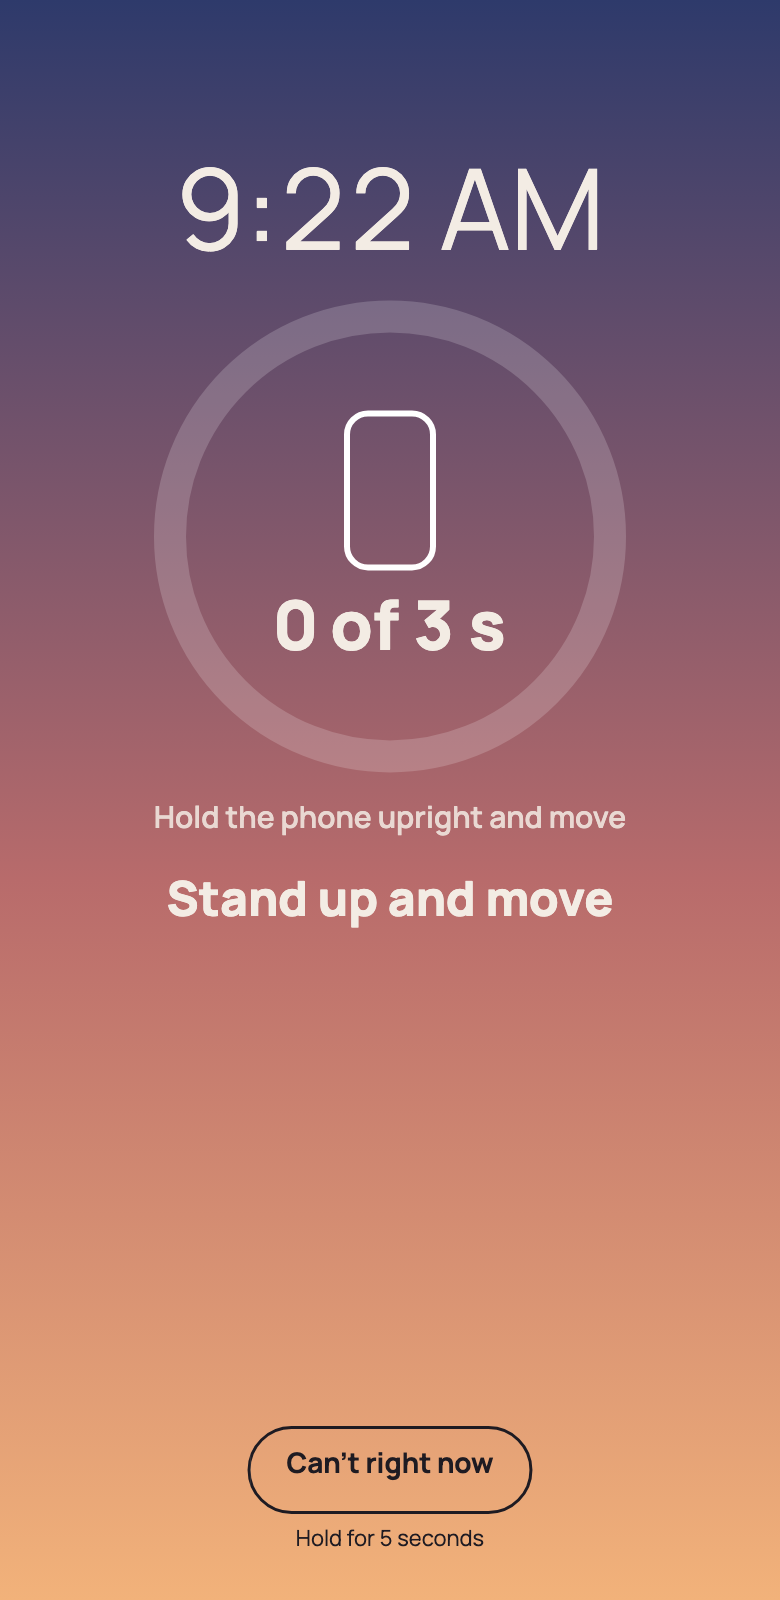 9:22 AM
0 of 3 s
Hold the phone upright and move
Stand up and move
Can’t right now
Hold for 5 seconds